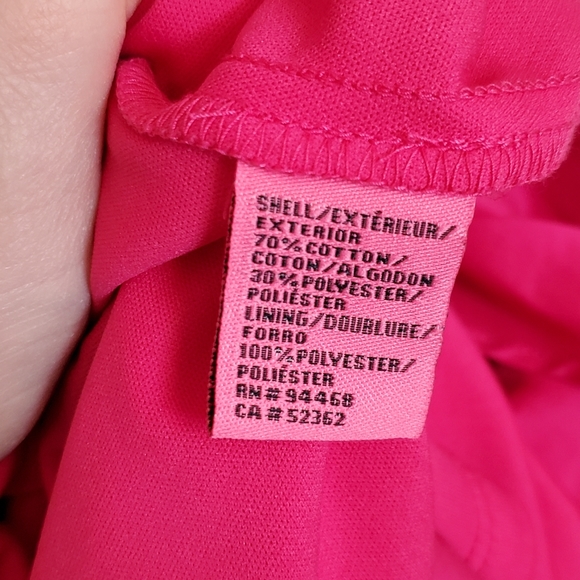 SHELL/EXTÉRIEUR/
EXTERIOR
70% COTTON/
COTON/ALGODON
30% POLYESTER/
POLIÉSTER
LINING/DOUBLURE/
FORRO
100% POLYESTER/
POLIÉSTER
RN# 94468
CA# 52362